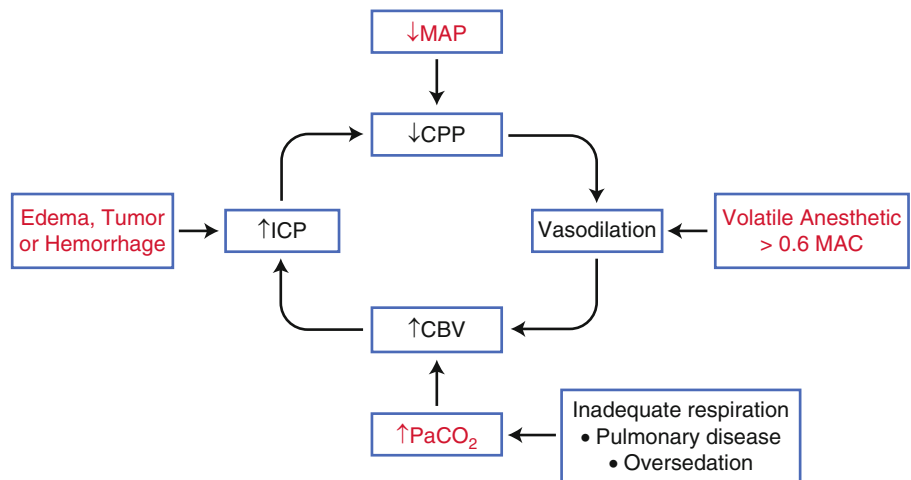 ↓MAP
↓CPP
Edema, Tumor
or Hemorrhage
↑ICP
Vasodilation
Volatile Anesthetic
> 0.6 MAC
↑CBV
↑PaCO₂
Inadequate respiration
• Pulmonary disease
• Oversedation